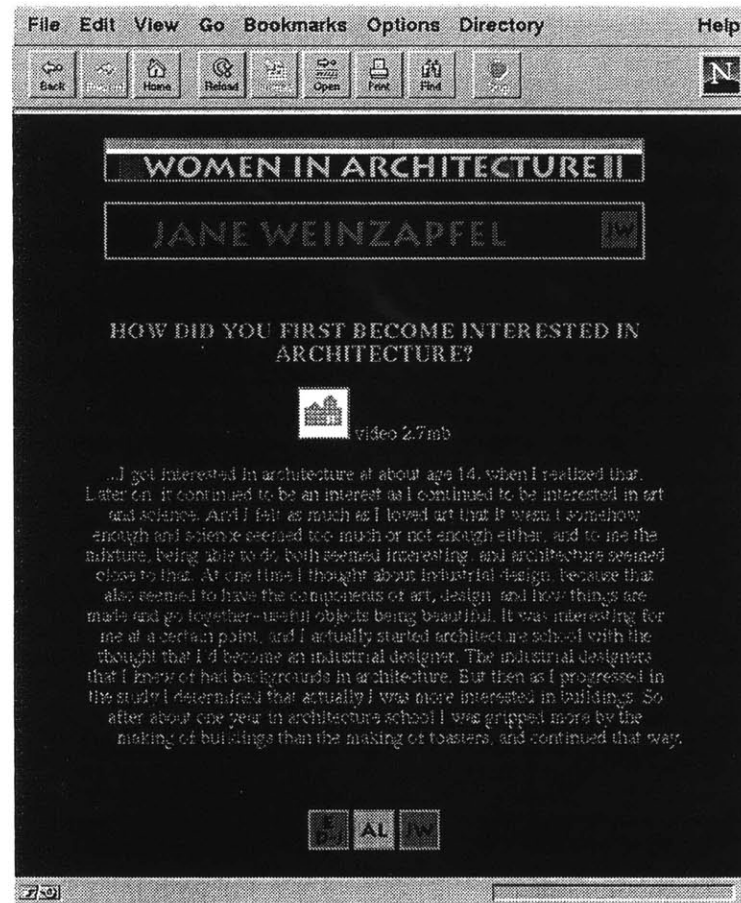 File Edit View Go Bookmarks Options Directory Help
Back Home Reload Open Print Find N
WOMEN IN ARCHITECTURE II
JANE WEINZAPFEL JW
HOW DID YOU FIRST BECOME INTERESTED IN
ARCHITECTURE?
video 2.7mb
...I got interested in architecture at about age 14, when I realized that.
Later on it continued to be an interest as I continued to be interested in art
and science. And I felt as much as I loved art that it wasn't somehow
enough and science seemed too much or not enough either, and to me the
mixture, being able to do both seemed interesting, and architecture seemed
close to that. At one time I thought about industrial design, because that
also seemed to have the components of art, design and how things are
made and go together--useful objects being beautiful. It was interesting for
me at a certain point, and I actually started architecture school with the
thought that I'd become an industrial designer. The industrial designers
that I knew of had backgrounds in architecture. But then as I progressed in
the study I determined that actually I was more interested in buildings. So
after about one year in architecture school I was gripped more by the
making of buildings than the making of toasters, and continued that way.
AL JW